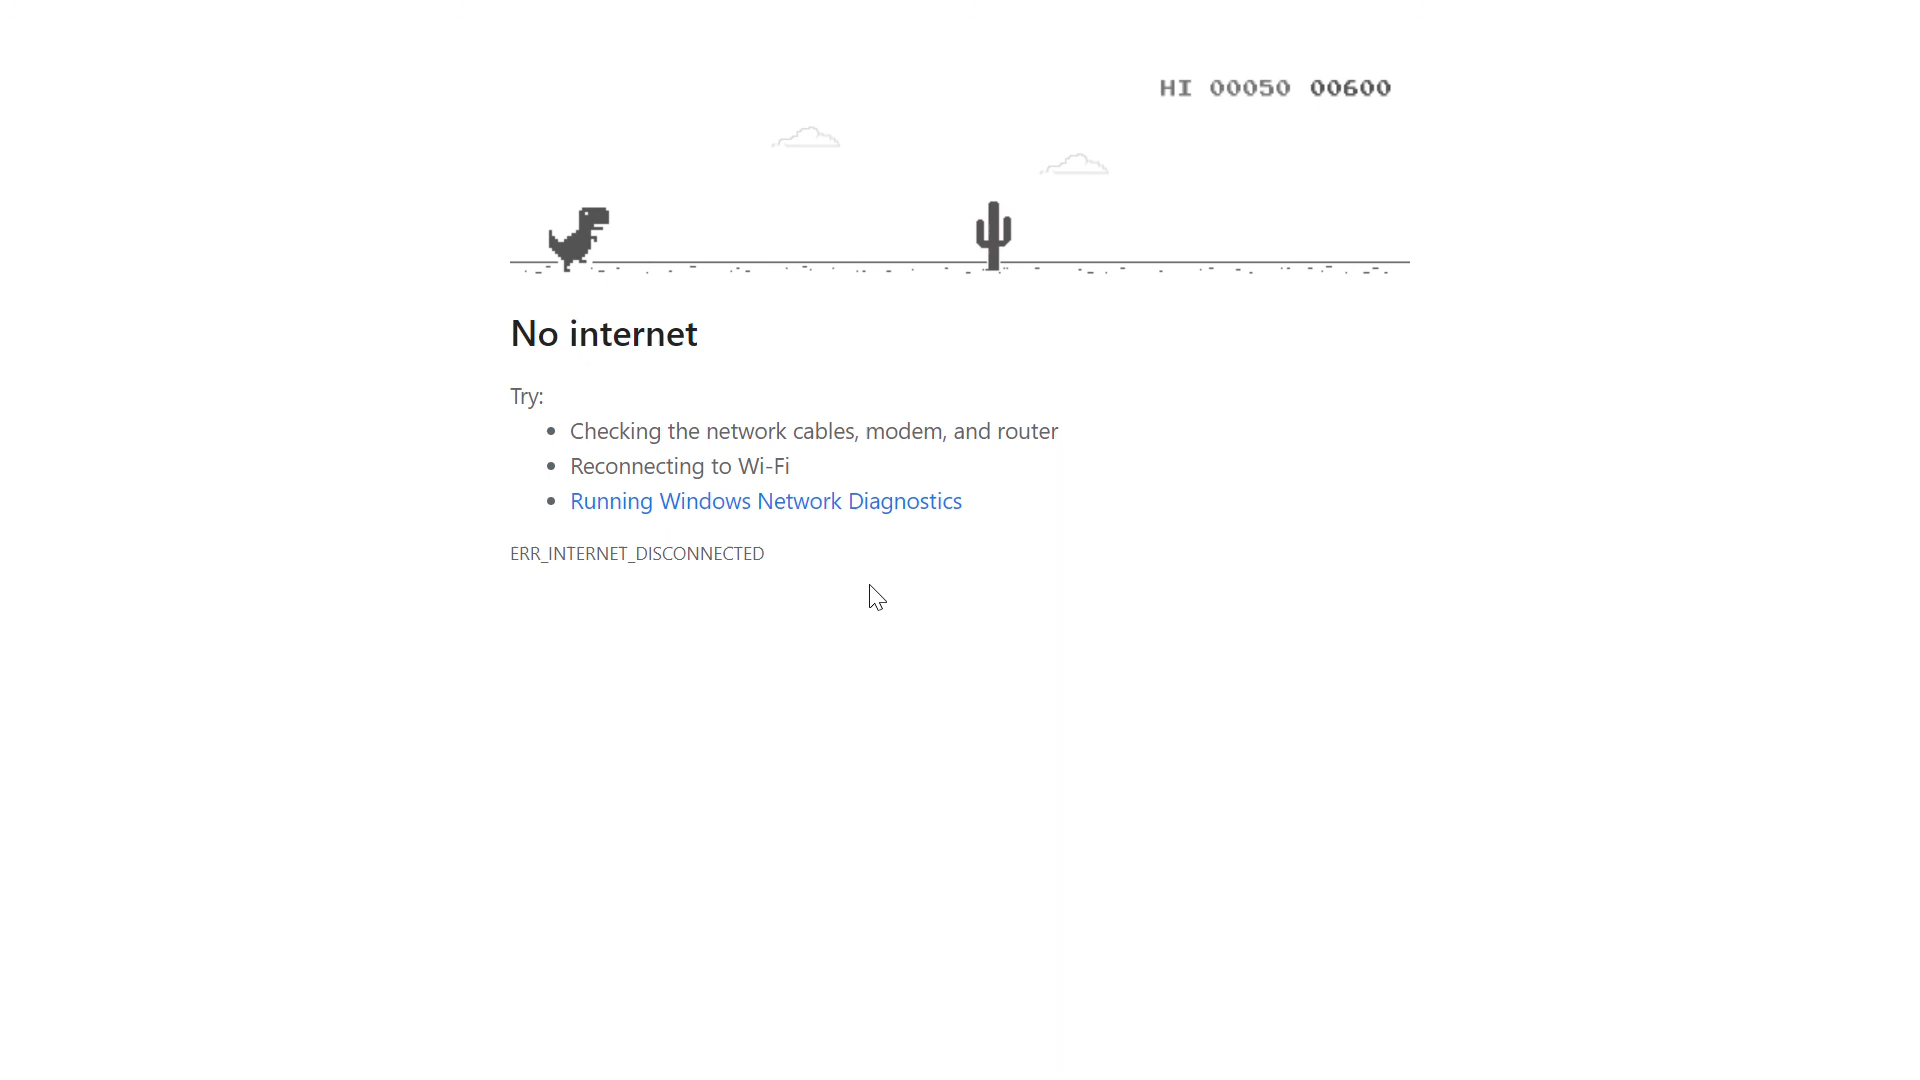 HI 00050 00600
No internet
Try:
Checking the network cables, modem, and router
Reconnecting to Wi-Fi
Running Windows Network Diagnostics
ERR_INTERNET_DISCONNECTED